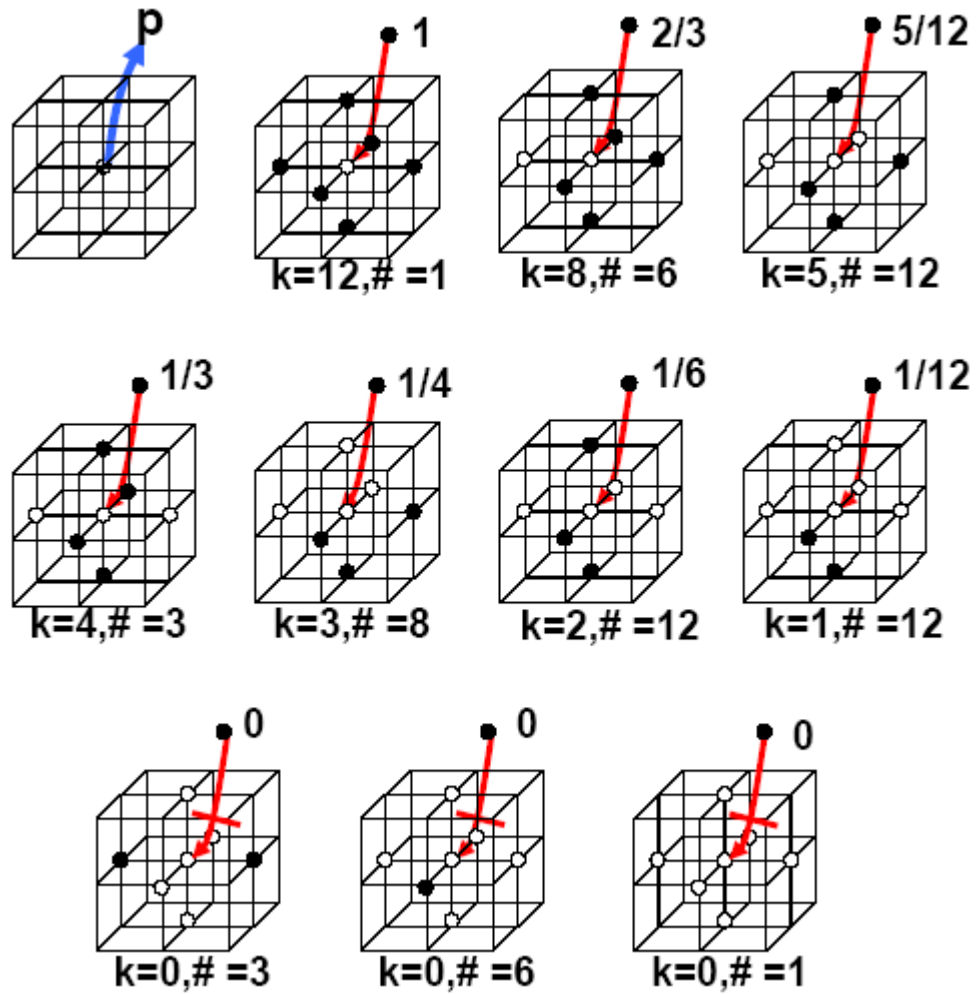 p 1 2/3 5/12
k=12,# =1 k=8,# =6 k=5,# =12
1/3 1/4 1/6 1/12
k=4,# =3 k=3,# =8 k=2,# =12 k=1,# =12
0 0 0
k=0,# =3 k=0,# =6 k=0,# =1